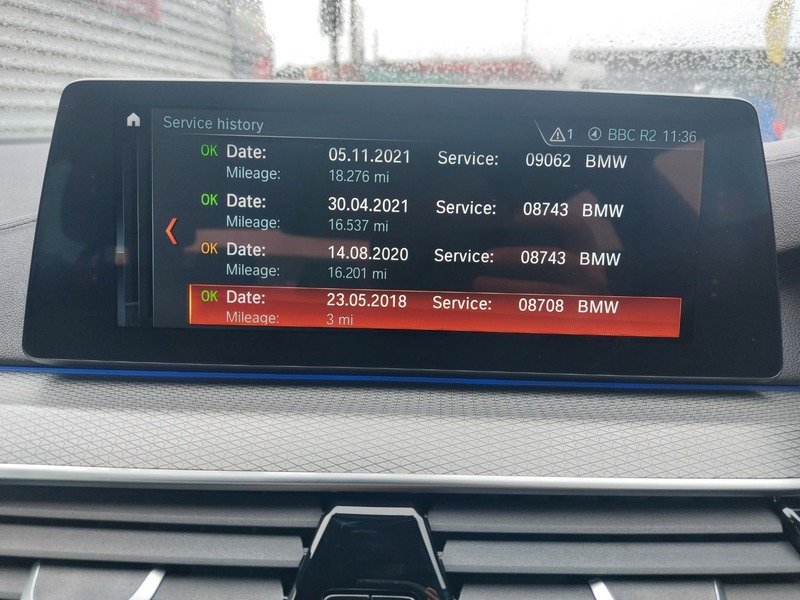 Service history
1 BBC R2 11:36
OK Date: 05.11.2021 Service: 09062 BMW
Mileage: 18.276 mi
OK Date: 30.04.2021 Service: 08743 BMW
Mileage: 16.537 mi
OK Date: 14.08.2020 Service: 08743 BMW
Mileage: 16.201 mi
OK Date: 23.05.2018 Service: 08708 BMW
Mileage: 3 mi